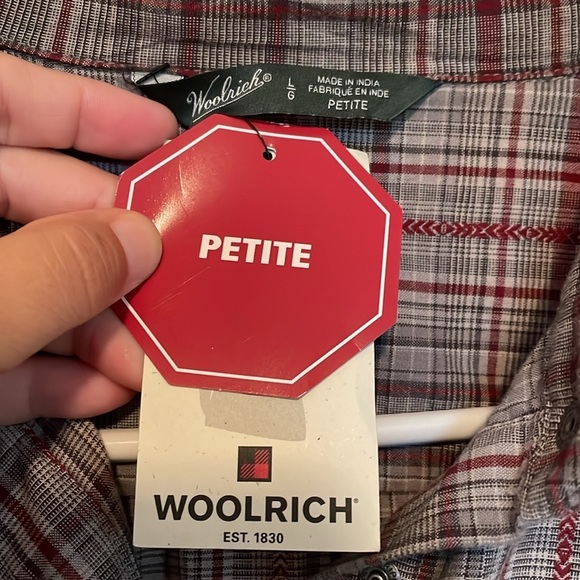 Woolrich®
L
G
MADE IN INDIA
FABRIQUÉ EN INDE
PETITE
PETITE
WOOLRICH®
EST. 1830